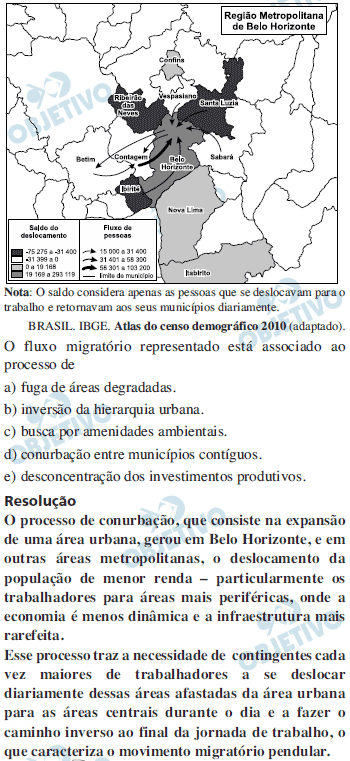 Região Metropolitana
de Belo Horizonte
Confins
Vespasiano
Ribeirão
das
Neves
Santa Luzia
Betim
Contagem
Belo
Horizonte
Sabará
Ibirité
Nova Lima
Itabirito
Saldo do
deslocamento
-75 275 a -31 400
-31 399 a 0
0 a 19 168
19 169 a 293 119
Fluxo de
pessoas
15 000 a 31 400
31 401 a 58 300
58 301 a 103 200
limite do município
OBJETIVO
OBJETIVO
Nota: O saldo considera apenas as pessoas que se deslocavam para o
trabalho e retornavam aos seus municípios diariamente.
BRASIL. IBGE. Atlas do censo demográfico 2010 (adaptado).
O fluxo migratório representado está associado ao
processo de
a) fuga de áreas degradadas.
b) inversão da hierarquia urbana.
c) busca por amenidades ambientais.
d) conurbação entre municípios contíguos.
e) desconcentração dos investimentos produtivos.
Resolução
O processo de conurbação, que consiste na expansão
de uma área urbana, gerou em Belo Horizonte, e em
outras áreas metropolitanas, o deslocamento da
população de menor renda – particularmente os
trabalhadores para áreas mais periféricas, onde a
economia é menos dinâmica e a infraestrutura mais
rarefeita.
Esse processo traz a necessidade de contingentes cada
vez maiores de trabalhadores a se deslocar
diariamente dessas áreas afastadas da área urbana
para as áreas centrais durante o dia e a fazer o
caminho inverso ao final da jornada de trabalho, o
que caracteriza o movimento migratório pendular.